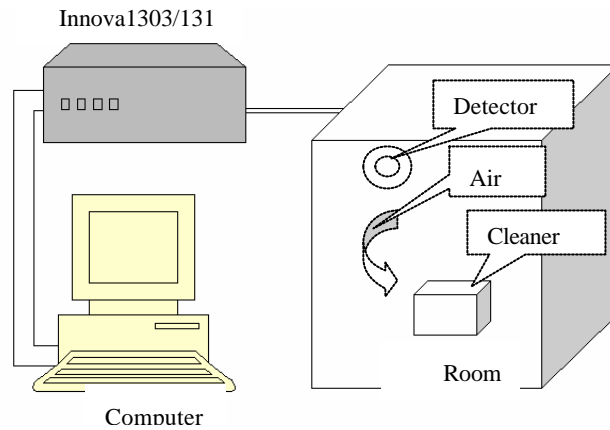 Innova1303/131
Detector
Air
Cleaner
Room
Computer